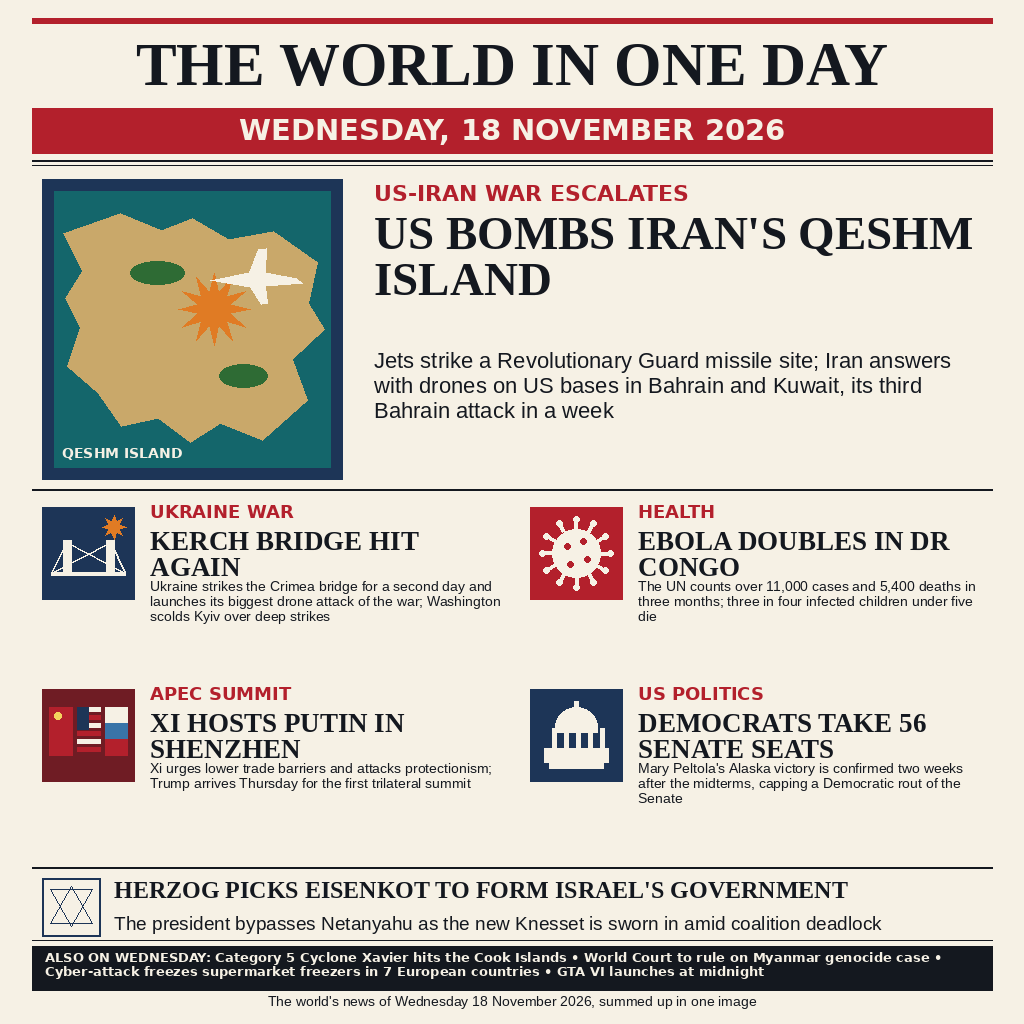 THE WORLD IN ONE DAY
WEDNESDAY, 18 NOVEMBER 2026
US-IRAN WAR ESCALATES
US BOMBS IRAN'S QESHM
ISLAND
Jets strike a Revolutionary Guard missile site; Iran answers
with drones on US bases in Bahrain and Kuwait, its third
Bahrain attack in a week
QESHM ISLAND
UKRAINE WAR
KERCH BRIDGE HIT
AGAIN
Ukraine strikes the Crimea bridge for a second day and
launches its biggest drone attack of the war; Washington
scolds Kyiv over deep strikes
HEALTH
EBOLA DOUBLES IN DR
CONGO
The UN counts over 11,000 cases and 5,400 deaths in
three months; three in four infected children under five
die
APEC SUMMIT
XI HOSTS PUTIN IN
SHENZHEN
Xi urges lower trade barriers and attacks protectionism;
Trump arrives Thursday for the first trilateral summit
US POLITICS
DEMOCRATS TAKE 56
SENATE SEATS
Mary Peltola's Alaska victory is confirmed two weeks
after the midterms, capping a Democratic rout of the
Senate
HERZOG PICKS EISENKOT TO FORM ISRAEL'S GOVERNMENT
The president bypasses Netanyahu as the new Knesset is sworn in amid coalition deadlock
ALSO ON WEDNESDAY: Category 5 Cyclone Xavier hits the Cook Islands • World Court to rule on Myanmar genocide case •
Cyber-attack freezes supermarket freezers in 7 European countries • GTA VI launches at midnight
The world's news of Wednesday 18 November 2026, summed up in one image